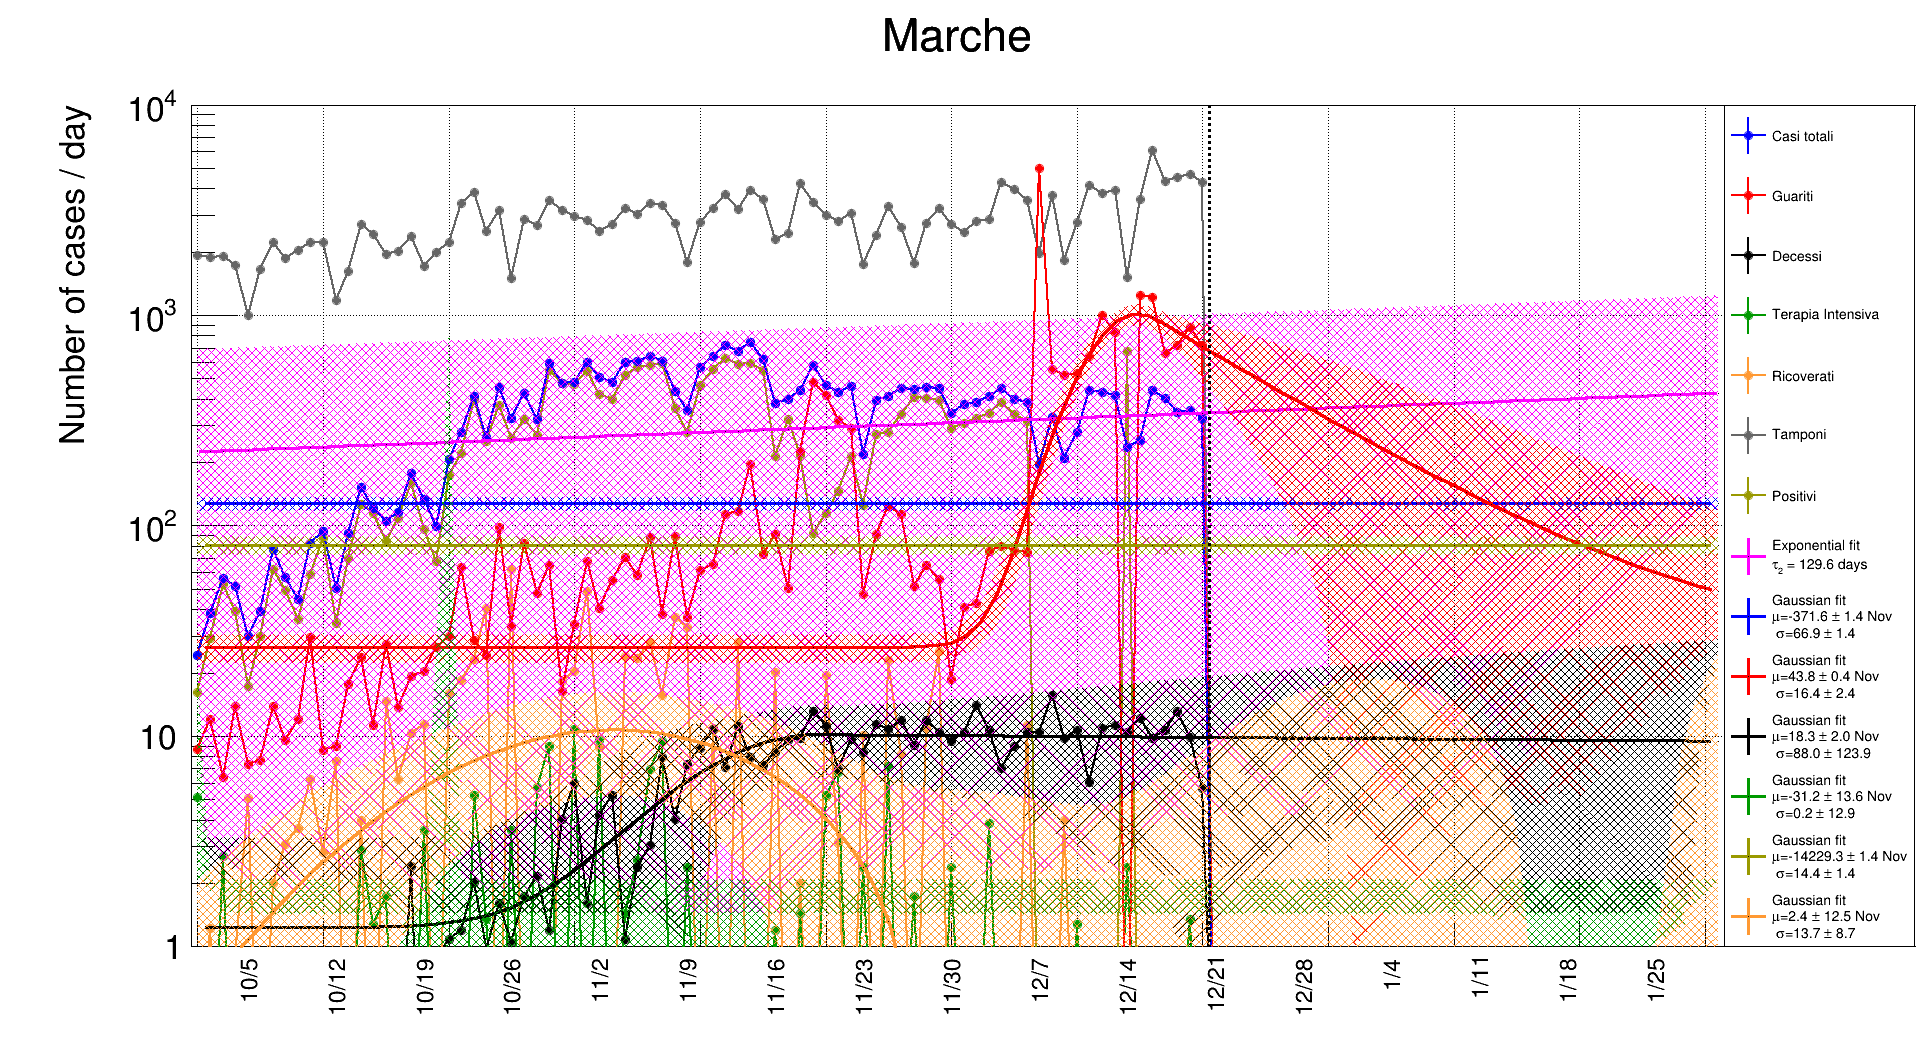 Marche
Number of cases / day
10⁴
10³
10²
10
1
10/5
10/12
10/19
10/26
11/2
11/9
11/16
11/23
11/30
12/7
12/14
12/21
12/28
1/4
1/11
1/18
1/25
Casi totali
Guariti
Decessi
Terapia Intensiva
Ricoverati
Tamponi
Positivi
Exponential fit
τ₂ = 129.6 days
Gaussian fit
μ=-371.6 ± 1.4 Nov
σ=66.9 ± 1.4
Gaussian fit
μ=43.8 ± 0.4 Nov
σ=16.4 ± 2.4
Gaussian fit
μ=18.3 ± 2.0 Nov
σ=88.0 ± 123.9
Gaussian fit
μ=-31.2 ± 13.6 Nov
σ=0.2 ± 12.9
Gaussian fit
μ=-14229.3 ± 1.4 Nov
σ=14.4 ± 1.4
Gaussian fit
μ=2.4 ± 12.5 Nov
σ=13.7 ± 8.7